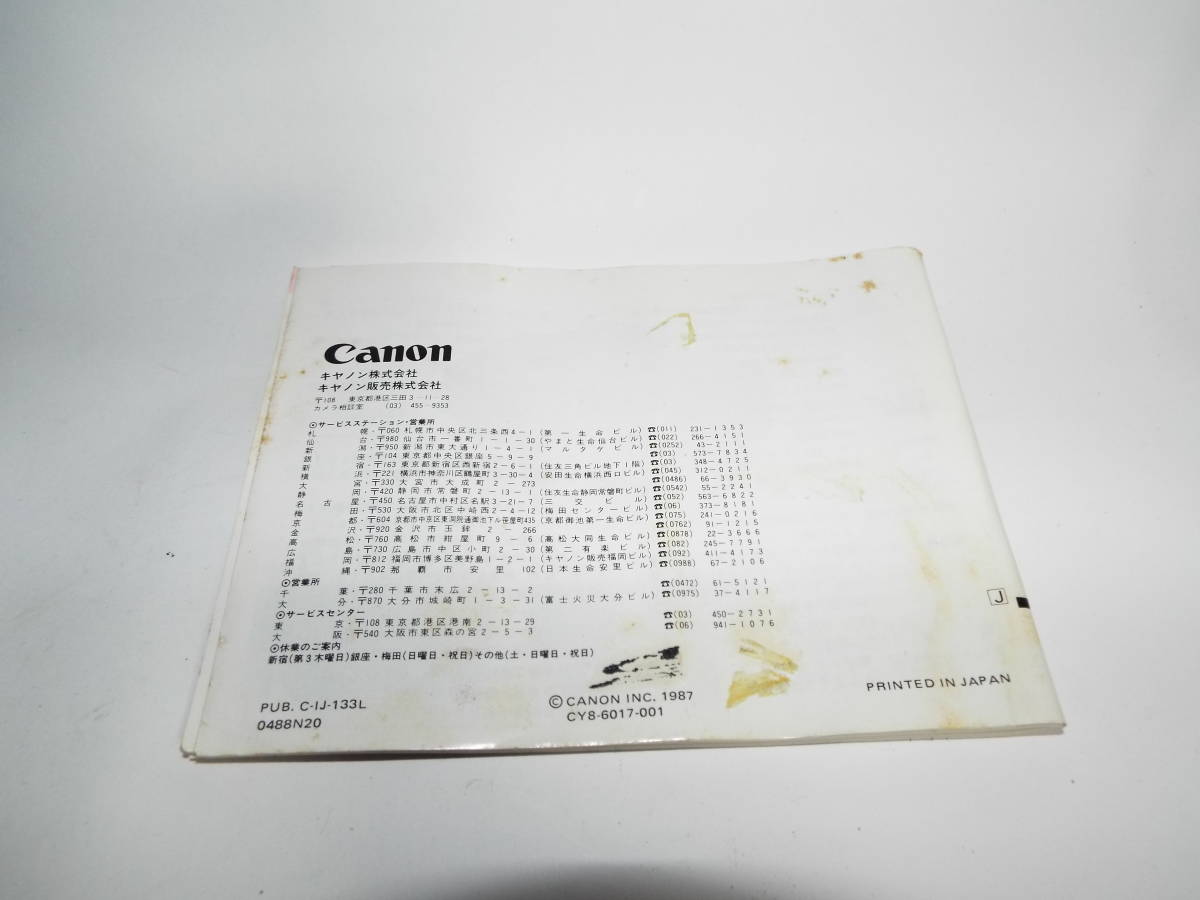 Canon
キヤノン株式会社
キヤノン販売株式会社
〒108 東京都港区三田3-11-28
カメラ相談室 (03) 455-9353
⊙サービスステーション・営業所
札幌・〒060 札幌市中央区北三条西4-1(第一生命ビル) ☎(011) 231-1353
仙台・〒980 仙台市一番町1-1-30(やまと生命仙台ビル) ☎(022) 266-4151
新潟・〒950 新潟市東大通り1-4-1(マルタケビル) ☎(0252) 43-2111
銀座・〒104 東京都中央区銀座5-9-9 ☎(03) 573-7834
新宿・〒163 東京都新宿区西新宿2-6-1(住友三角ビル地下1階) ☎(03) 348-4725
横浜・〒221 横浜市神奈川区鶴屋町3-30-4(安田生命横浜西口ビル) ☎(045) 312-0211
大宮・〒330 大宮市大成町2-273 ☎(0486) 66-3930
静岡・〒420 静岡市常磐町2-13-1(住友生命静岡常磐町ビル) ☎(0542) 55-2241
名古屋・〒450 名古屋市中村区名駅3-21-7(三交ビル) ☎(052) 563-6822
梅田・〒530 大阪市北区中崎西2-4-12(梅田センタービル) ☎(06) 373-8181
京都・〒604 京都市中京区東洞院通御池下ル笹屋町435(京都御池第一生命ビル) ☎(075) 241-0216
金沢・〒920 金沢市玉鉾2-266 ☎(0762) 91-1215
高松・〒760 高松市紺屋町9-6(高松大同生命ビル) ☎(0878) 22-3666
広島・〒730 広島市中区小町2-30(第二有楽ビル) ☎(082) 245-7791
福岡・〒812 福岡市博多区美野島1-2-1(キヤノン販売福岡ビル) ☎(092) 411-4173
沖縄・〒902 那覇市安里102(日本生命安里ビル) ☎(0988) 67-2106
⊙営業所
千葉・〒280 千葉市末広2-13-2 ☎(0472) 61-5121
大分・〒870 大分市城崎町1-3-31(富士火災大分ビル) ☎(0975) 37-4117
⊙サービスセンター
東京・〒108 東京都港区港南2-13-29 ☎(03) 450-2731
大阪・〒540 大阪市東区森の宮2-5-3 ☎(06) 941-1076
⊙休業のご案内
新宿(第3木曜日)銀座・梅田(日曜日・祝日)その他(土・日曜日・祝日)
J
PUB. C-IJ-133L
0488N20
© CANON INC. 1987
CY8-6017-001
PRINTED IN JAPAN